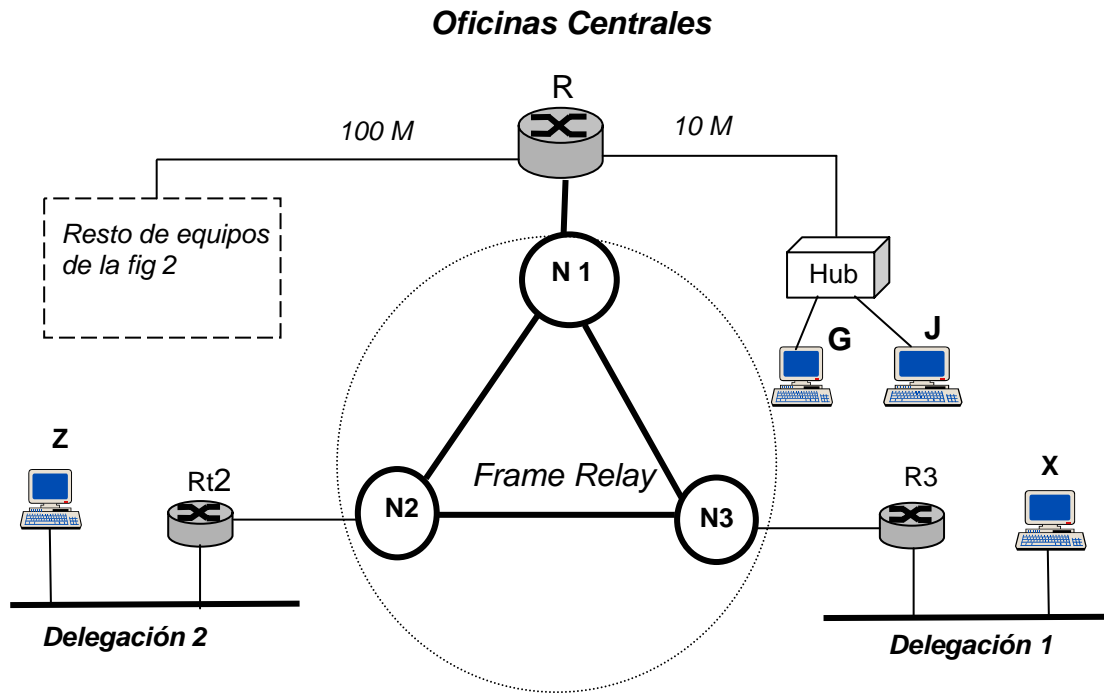 Oficinas Centrales
R
100 M
10 M
Resto de equipos
de la fig 2
N 1
Hub
G
J
Z
Rt2
N2
Frame Relay
N3
R3
X
Delegación 2
Delegación 1